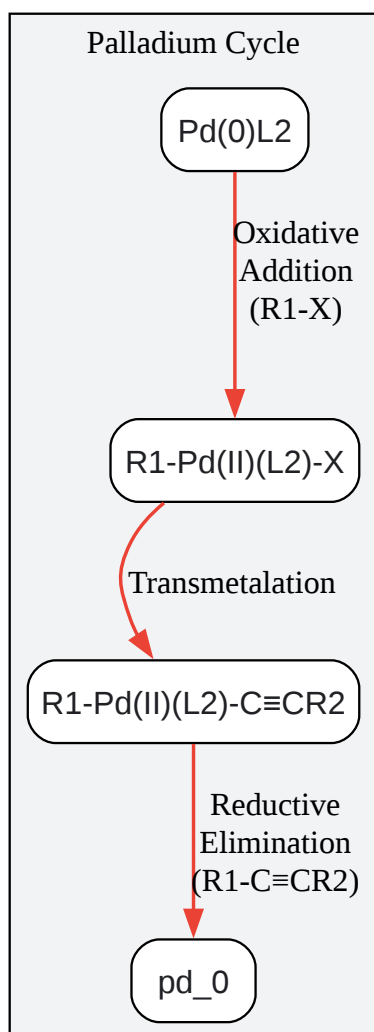 Palladium Cycle
Pd(0)L2
Oxidative
Addition
(R1-X)
R1-Pd(II)(L2)-X
Transmetalation
R1-Pd(II)(L2)-C≡CR2
Reductive
Elimination
(R1-C≡CR2)
pd_0